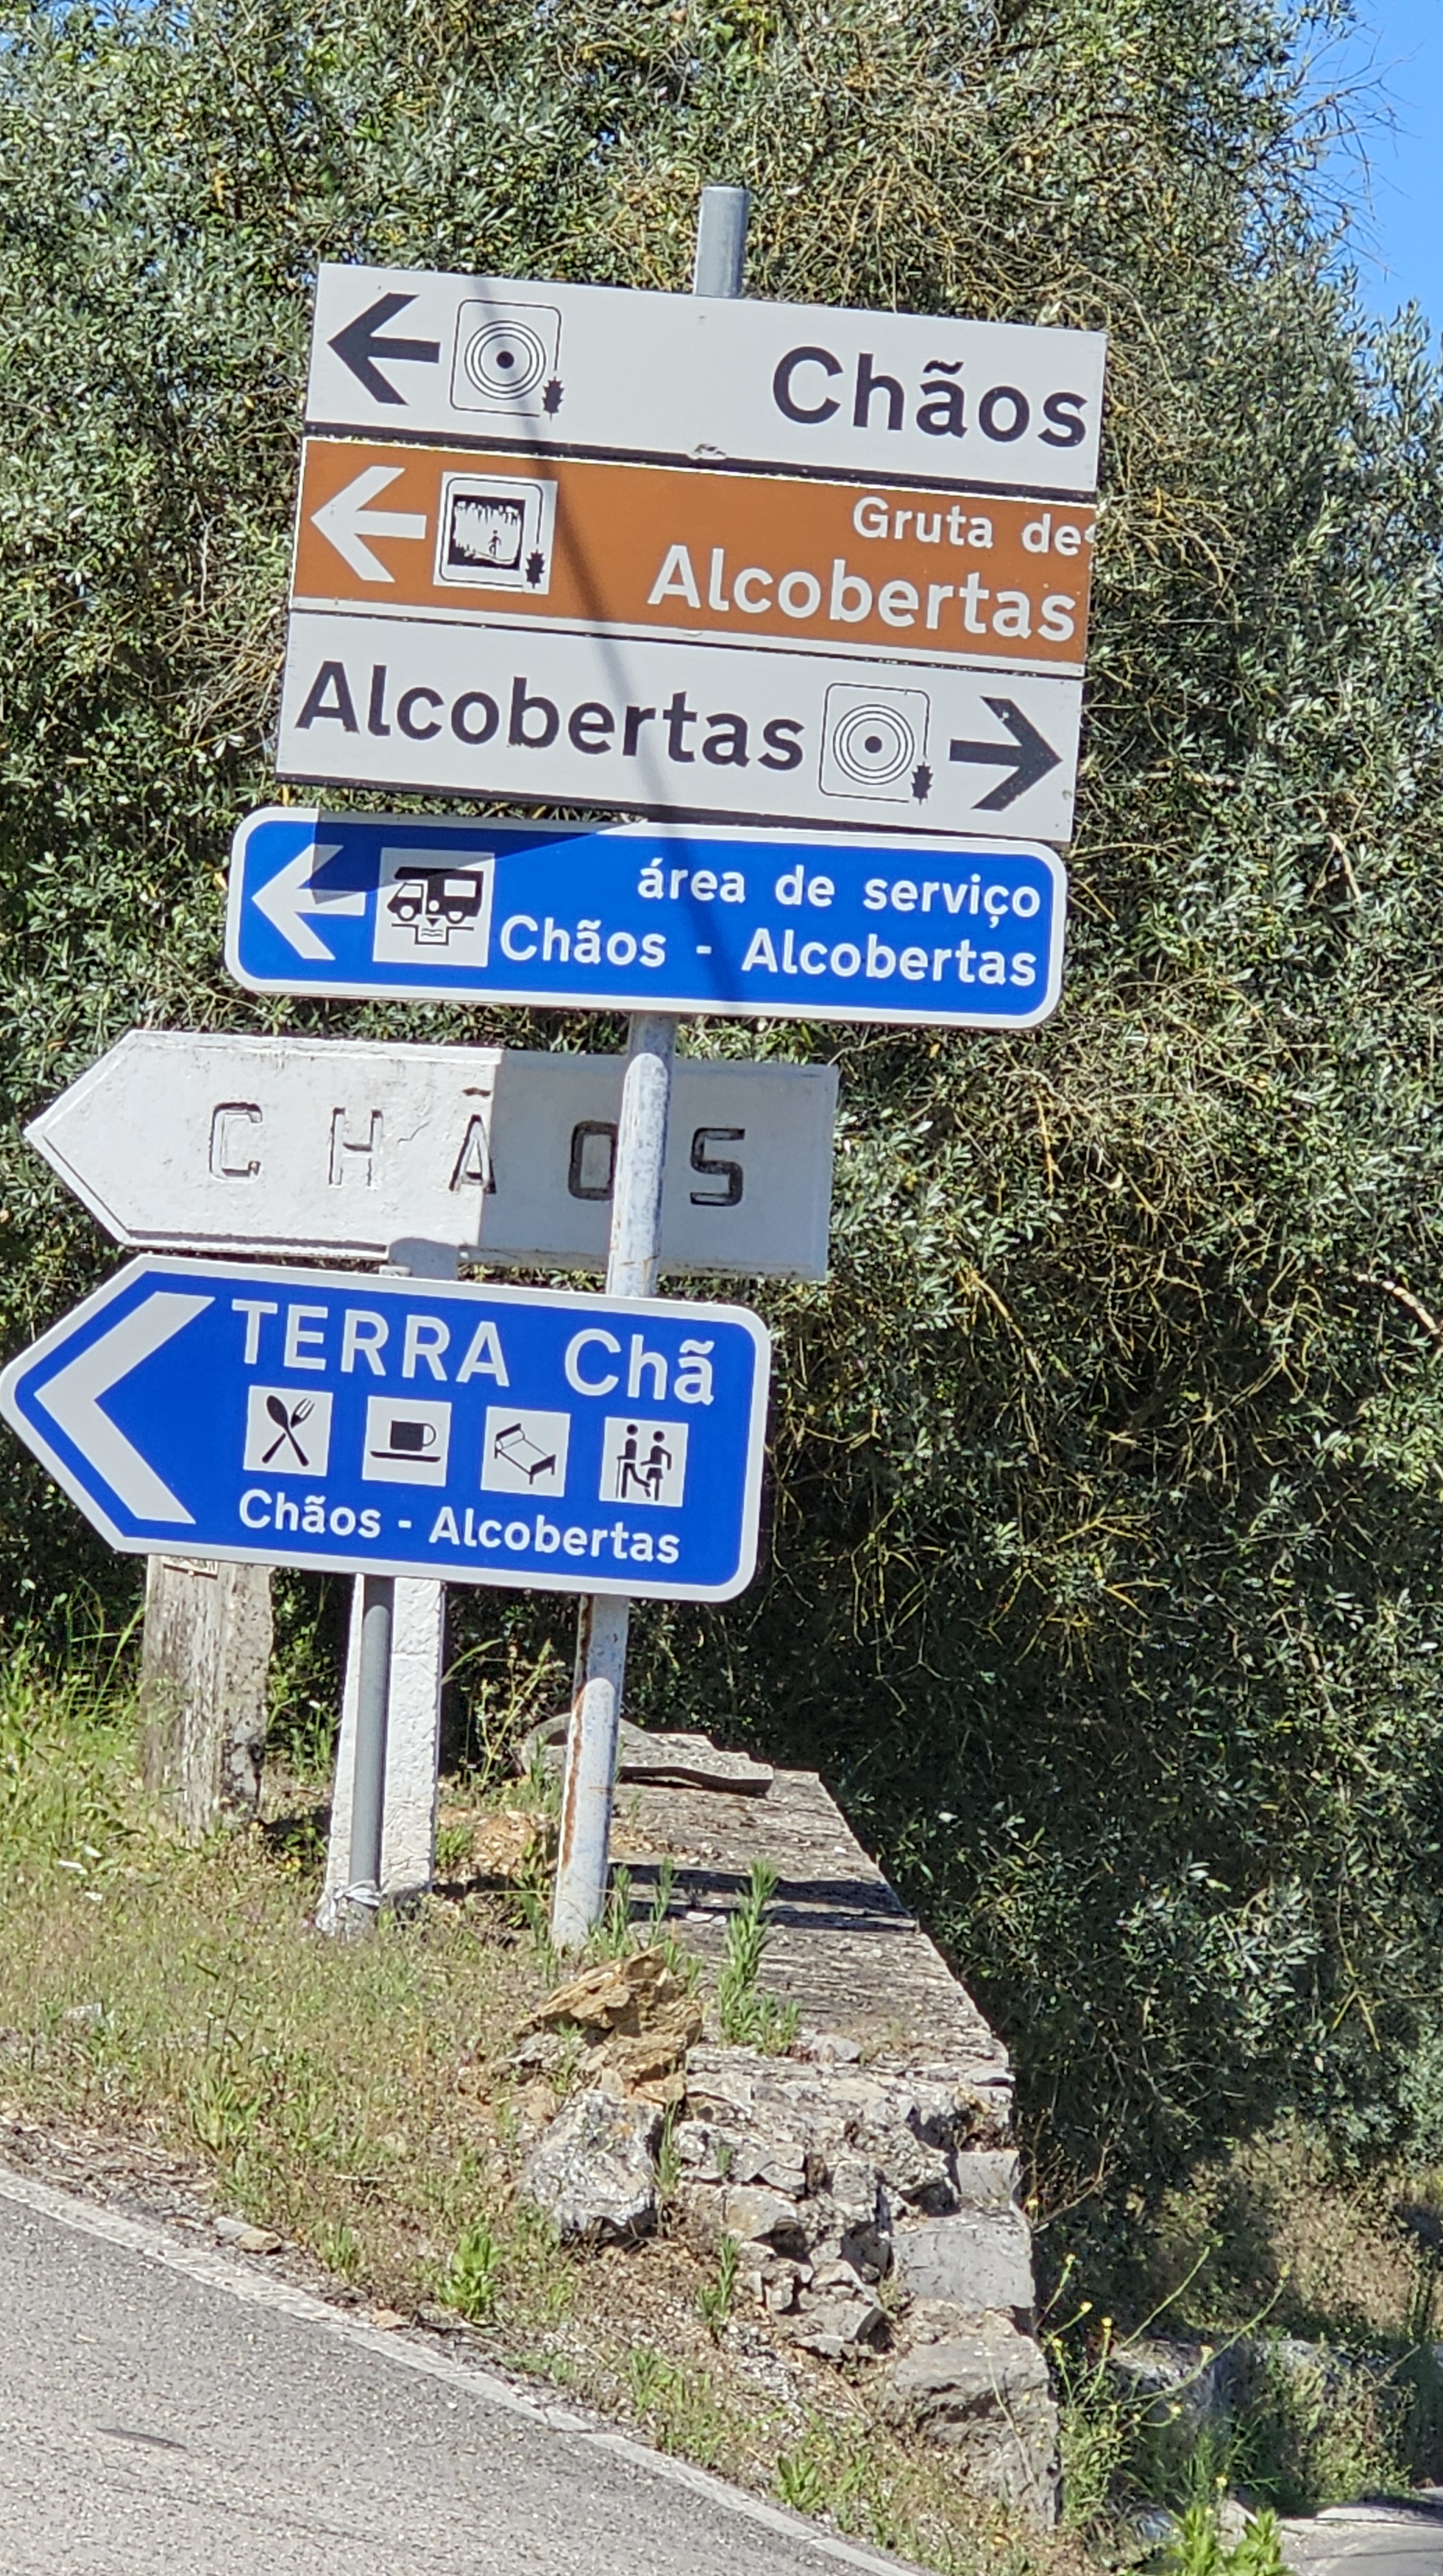 Chãos
Gruta de
Alcobertas
Alcobertas
área de serviço
Chãos - Alcobertas
CHÃOS
TERRA Chã
Chãos - Alcobertas